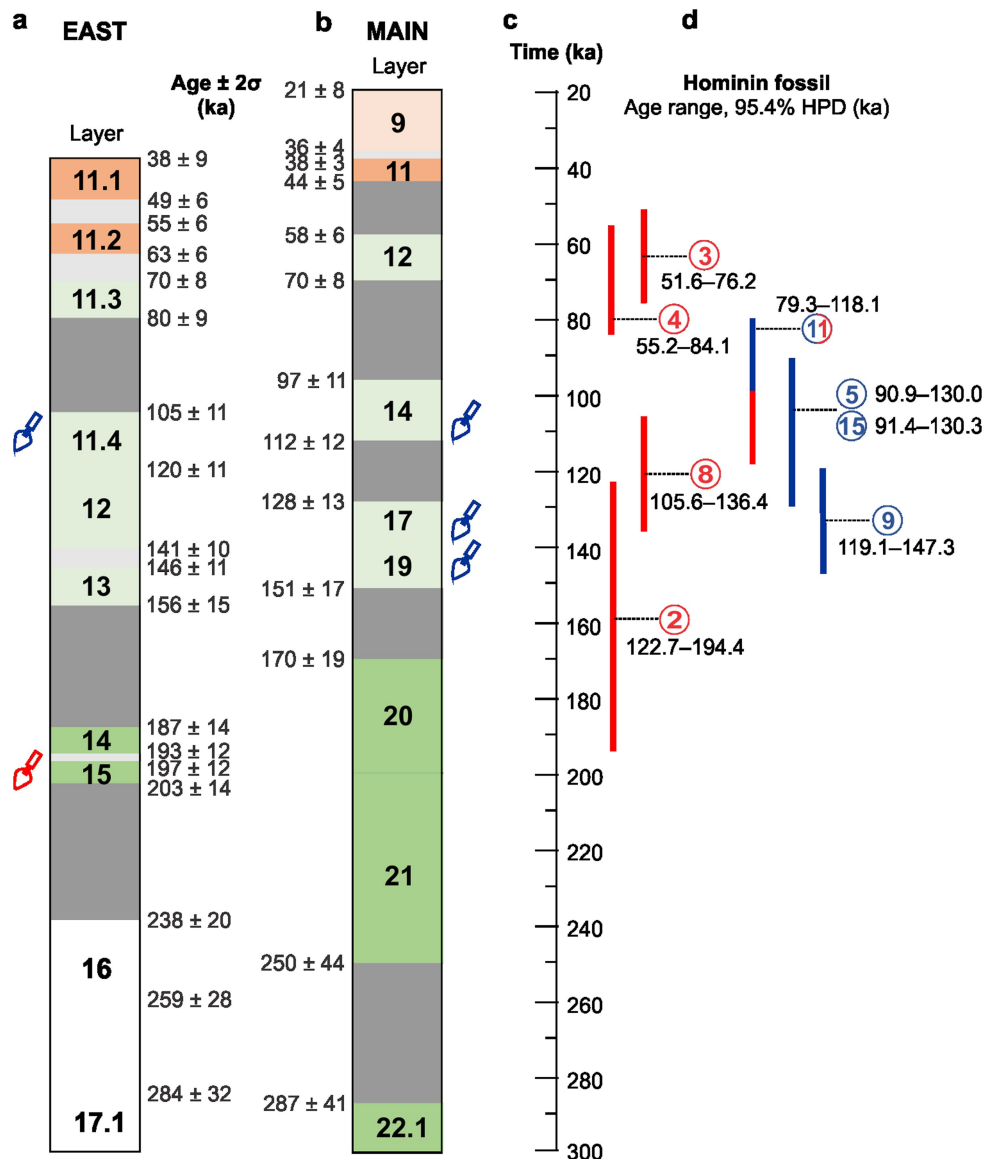 a
EAST
Age ± 2σ
(ka)
Layer
38 ± 9
11.1
49 ± 6
55 ± 6
11.2
63 ± 6
70 ± 8
11.3
80 ± 9
105 ± 11
11.4
120 ± 11
12
141 ± 10
146 ± 11
13
156 ± 15
187 ± 14
14
193 ± 12
197 ± 12
15
203 ± 14
238 ± 20
16
259 ± 28
284 ± 32
17.1
b
MAIN
Layer
21 ± 8
9
36 ± 4
38 ± 3
11
44 ± 5
58 ± 6
12
70 ± 8
97 ± 11
14
112 ± 12
128 ± 13
17
19
151 ± 17
170 ± 19
20
21
250 ± 44
287 ± 41
22.1
c
Time (ka)
20
40
60
80
100
120
140
160
180
200
220
240
260
280
300
d
Hominin fossil
Age range, 95.4% HPD (ka)
3
51.6–76.2
4
55.2–84.1
79.3–118.1
11
5 90.9–130.0
15 91.4–130.3
8
105.6–136.4
9
119.1–147.3
2
122.7–194.4